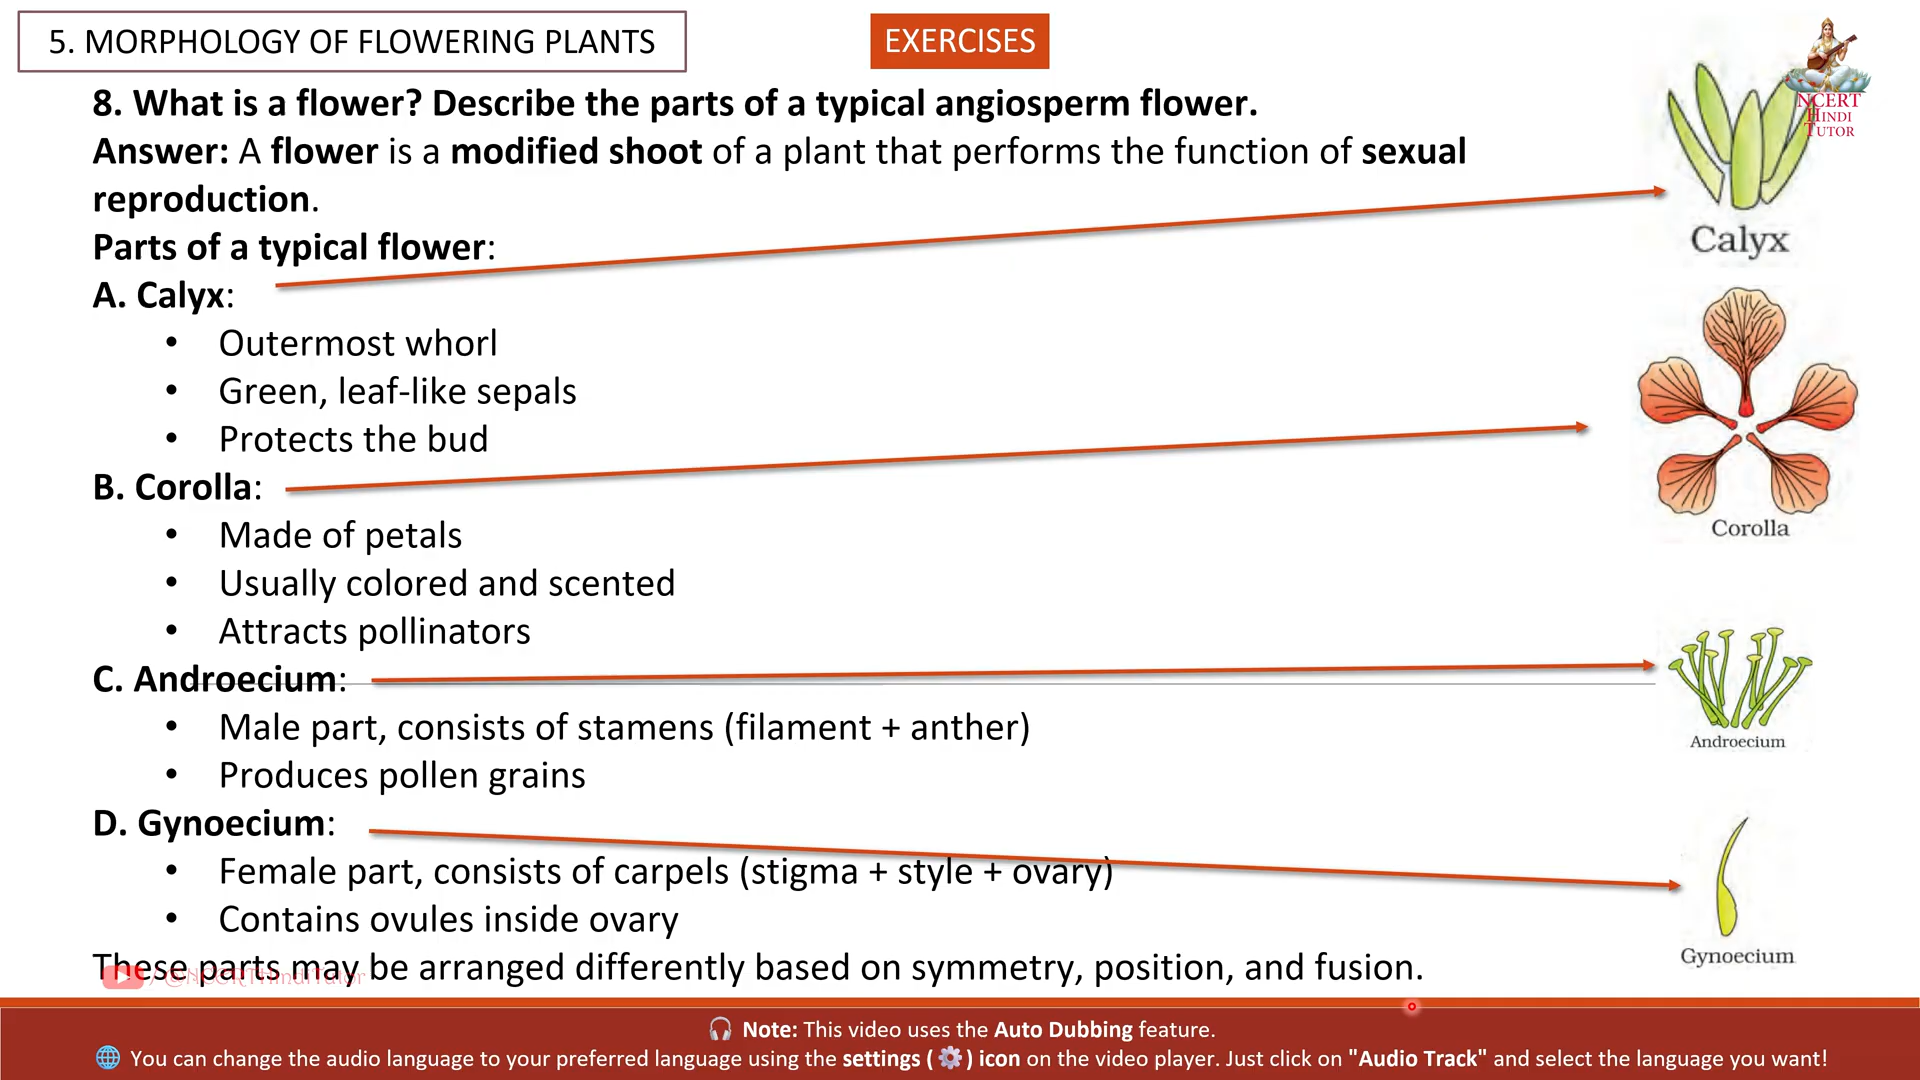 5. MORPHOLOGY OF FLOWERING PLANTS
EXERCISES
NCERT
HINDI
TUTOR
8. What is a flower? Describe the parts of a typical angiosperm flower.
Answer: A flower is a modified shoot of a plant that performs the function of sexual
reproduction.
Parts of a typical flower:
Calyx
A. Calyx:
• Outermost whorl
• Green, leaf-like sepals
• Protects the bud
B. Corolla:
Corolla
• Made of petals
• Usually colored and scented
• Attracts pollinators
C. Androecium:
• Male part, consists of stamens (filament + anther)
Androecium
• Produces pollen grains
D. Gynoecium:
• Female part, consists of carpels (stigma + style + ovary)
• Contains ovules inside ovary
Gynoecium
These parts may be arranged differently based on symmetry, position, and fusion.
/@NCERTHindiTutor
🎧 Note: This video uses the Auto Dubbing feature.
🌐 You can change the audio language to your preferred language using the settings ( ⚙️ ) icon on the video player. Just click on "Audio Track" and select the language you want!